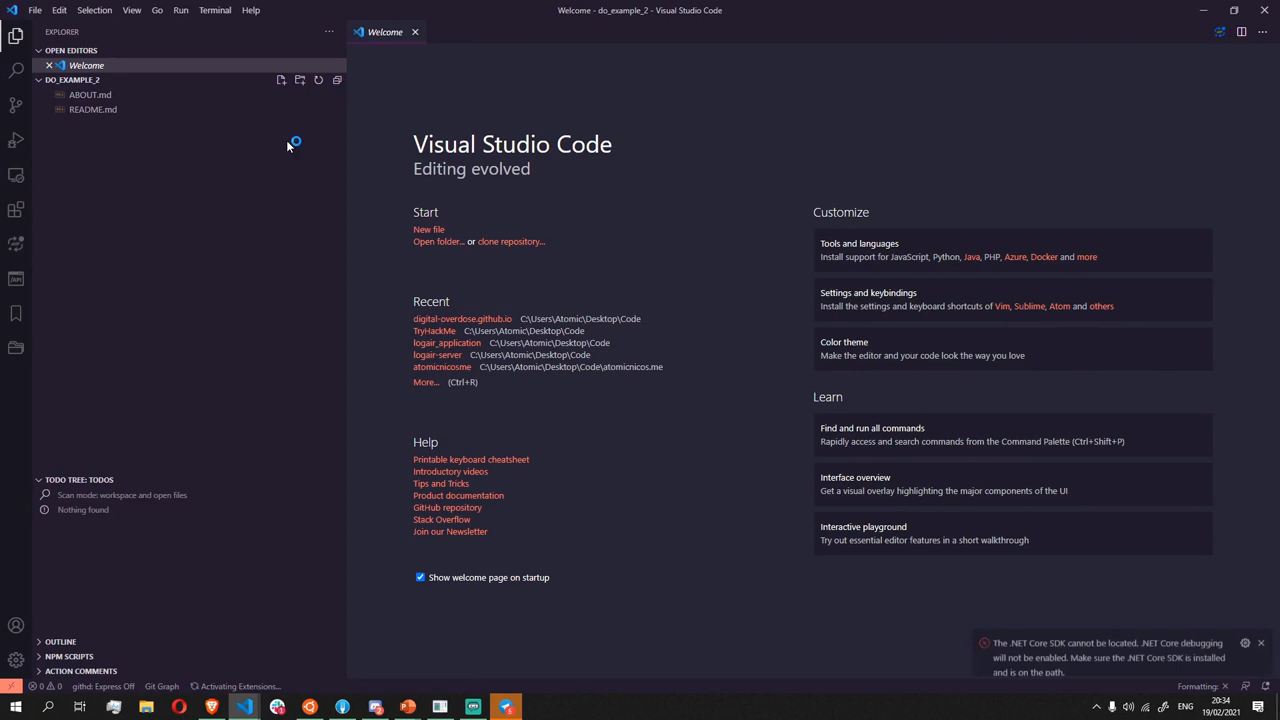 File Edit Selection View Go Run Terminal Help
Welcome - do_example_2 - Visual Studio Code
EXPLORER
Welcome
OPEN EDITORS
Welcome
DO_EXAMPLE_2
ABOUT.md
README.md
Visual Studio Code
Editing evolved
Start
New file
Open folder... or clone repository...
Recent
digital-overdose.github.io C:\Users\Atomic\Desktop\Code
TryHackMe C:\Users\Atomic\Desktop\Code
logair_application C:\Users\Atomic\Desktop\Code
logair-server C:\Users\Atomic\Desktop\Code
atomicnicosme C:\Users\Atomic\Desktop\Code\atomicnicos.me
More... (Ctrl+R)
Help
Printable keyboard cheatsheet
Introductory videos
Tips and Tricks
Product documentation
GitHub repository
Stack Overflow
Join our Newsletter
Show welcome page on startup
Customize
Tools and languages
Install support for JavaScript, Python, Java, PHP, Azure, Docker and more
Settings and keybindings
Install the settings and keyboard shortcuts of Vim, Sublime, Atom and others
Color theme
Make the editor and your code look the way you love
Learn
Find and run all commands
Rapidly access and search commands from the Command Palette (Ctrl+Shift+P)
Interface overview
Get a visual overlay highlighting the major components of the UI
Interactive playground
Try out essential editor features in a short walkthrough
TODO TREE: TODOS
Scan mode: workspace and open files
Nothing found
OUTLINE
NPM SCRIPTS
ACTION COMMENTS
The .NET Core SDK cannot be located. .NET Core debugging
will not be enabled. Make sure the .NET Core SDK is installed
and is on the path.
0 0 githd: Express Off Git Graph Activating Extensions...
Formatting:
ENG
20:34
19/02/2021